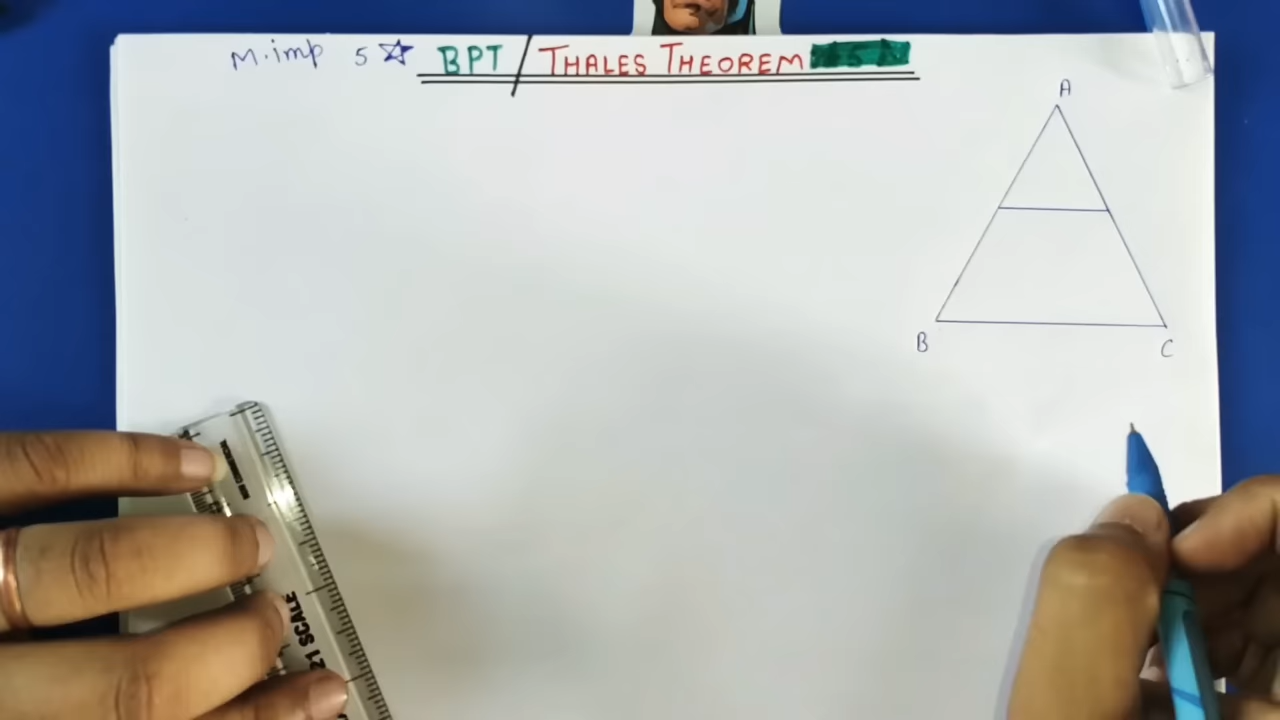 M.imp 5☆ BPT / THALES THEOREM
A
B
C
21 SCALE